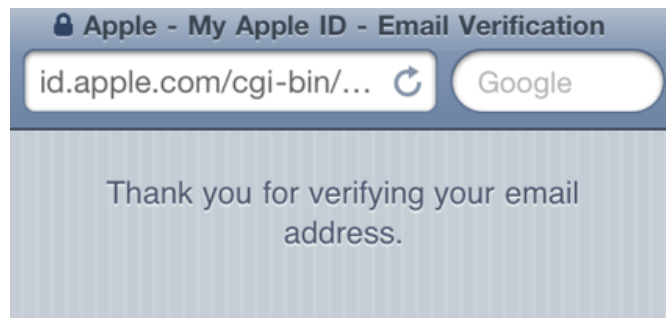 Apple - My Apple ID - Email Verification
id.apple.com/cgi-bin/...
Google
Thank you for verifying your email
address.